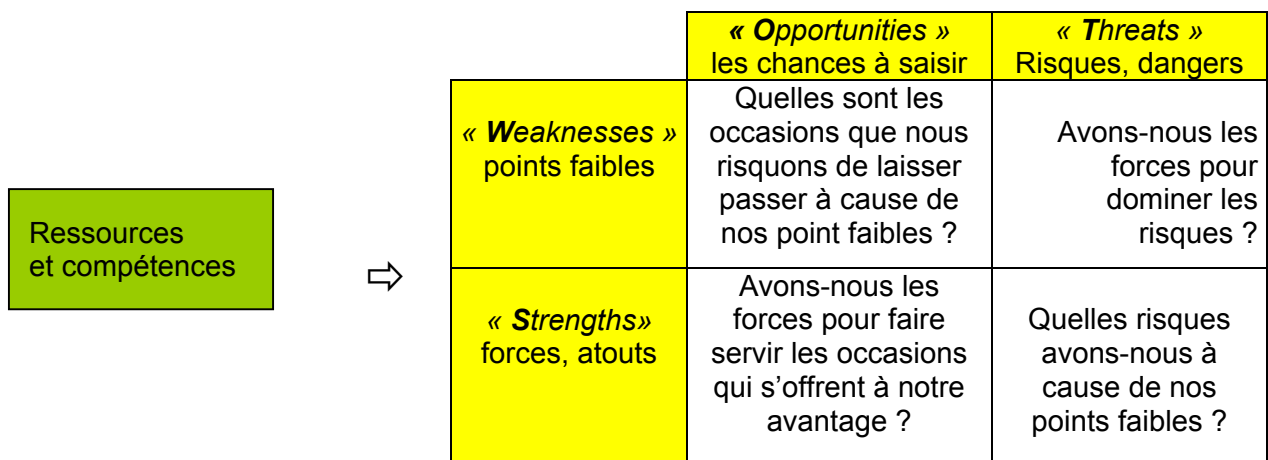 « Opportunities »
les chances à saisir
« Threats »
Risques, dangers
« Weaknesses »
points faibles
Quelles sont les
occasions que nous
risquons de laisser
passer à cause de
nos point faibles ?
Avons-nous les
forces pour
dominer les
risques ?
Ressources
et compétences
⇨
« Strengths»
forces, atouts
Avons-nous les
forces pour faire
servir les occasions
qui s’offrent à notre
avantage ?
Quelles risques
avons-nous à
cause de nos
points faibles ?